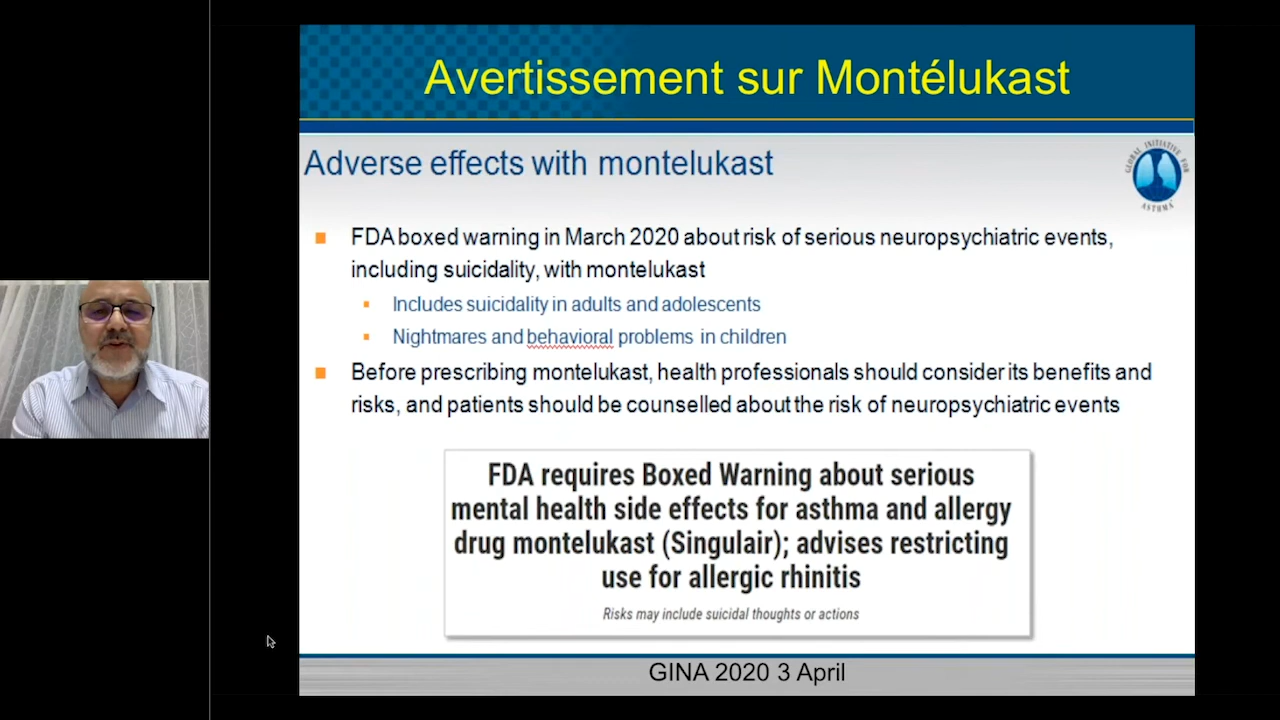 Avertissement sur Montélukast
Adverse effects with montelukast
GLOBAL INITIATIVE FOR
ASTHMA
FDA boxed warning in March 2020 about risk of serious neuropsychiatric events,
including suicidality, with montelukast
Includes suicidality in adults and adolescents
Nightmares and behavioral problems in children
Before prescribing montelukast, health professionals should consider its benefits and
risks, and patients should be counselled about the risk of neuropsychiatric events
FDA requires Boxed Warning about serious
mental health side effects for asthma and allergy
drug montelukast (Singulair); advises restricting
use for allergic rhinitis
Risks may include suicidal thoughts or actions
GINA 2020 3 April